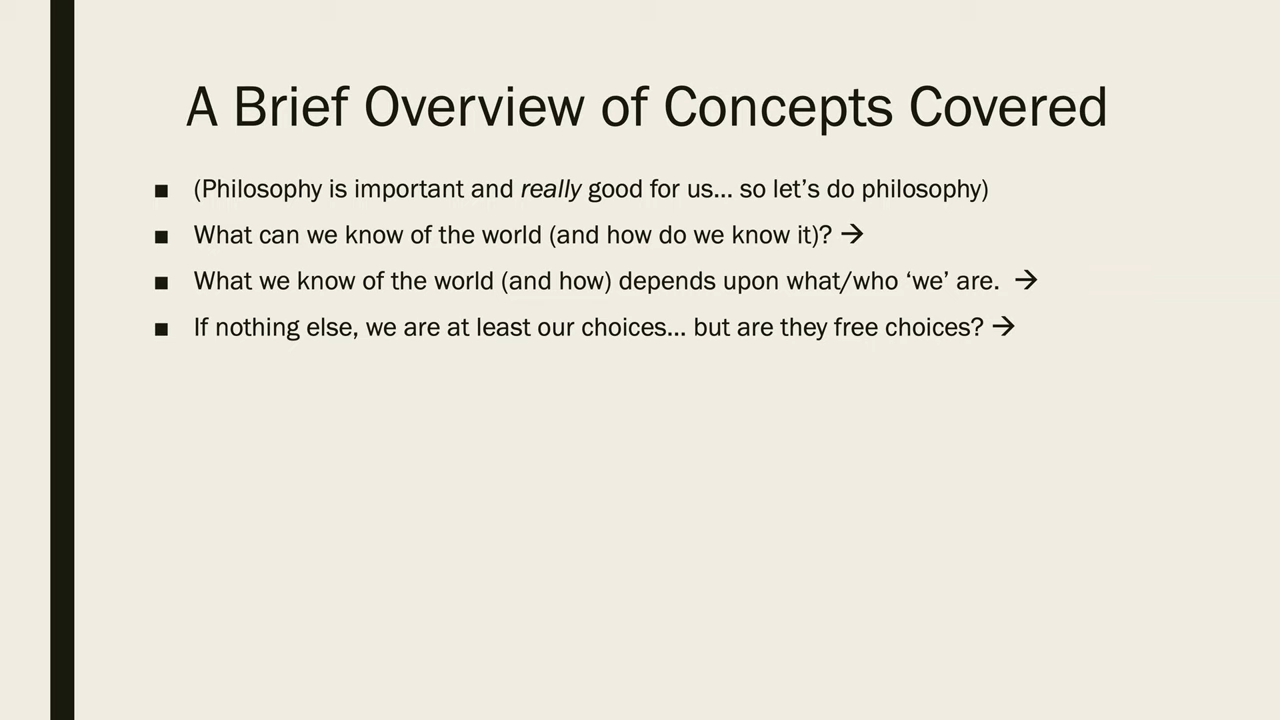 A Brief Overview of Concepts Covered
▪ (Philosophy is important and really good for us... so let’s do philosophy)
▪ What can we know of the world (and how do we know it)? →
▪ What we know of the world (and how) depends upon what/who ‘we’ are. →
▪ If nothing else, we are at least our choices... but are they free choices? →